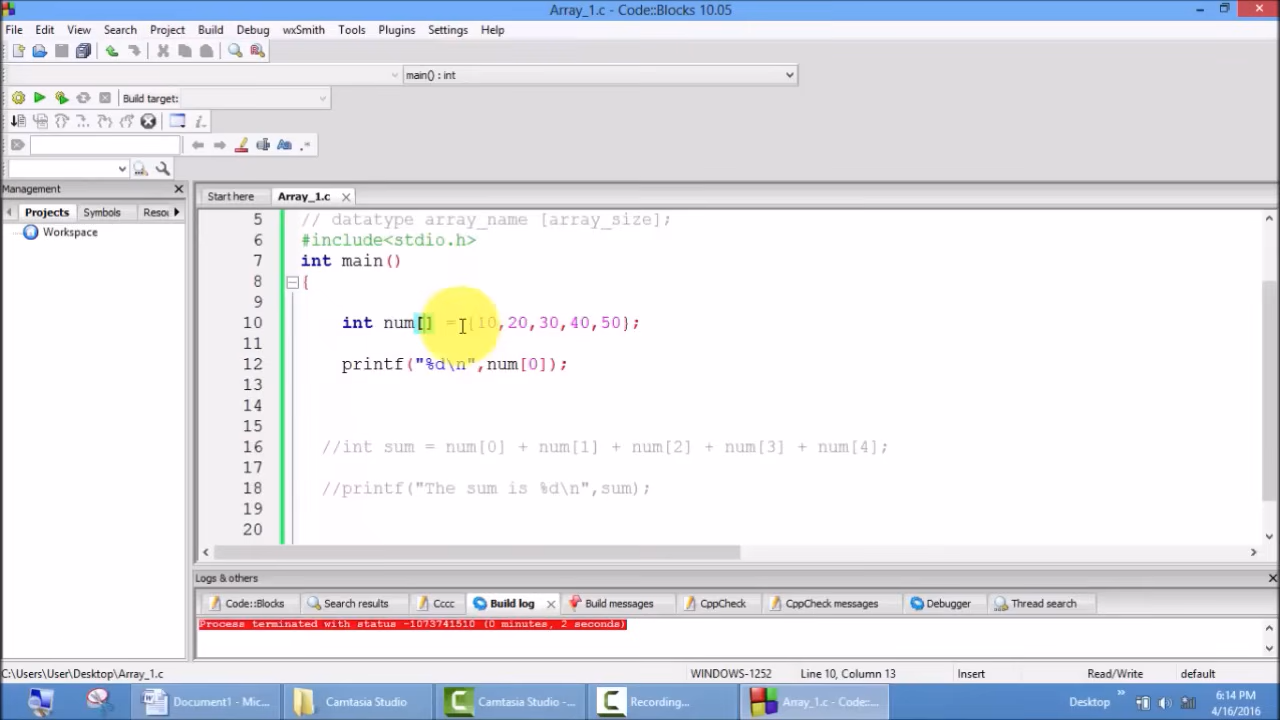 Array_1.c - Code::Blocks 10.05
File Edit View Search Project Build Debug wxSmith Tools Plugins Settings Help
main() : int
Build target:
Management
Start here Array_1.c
Projects Symbols Resou
Workspace
5 // datatype array_name [array_size];
6 #include<stdio.h>
7 int main()
8 {
9
10 int num[] = {10,20,30,40,50};
11
12 printf("%d\n",num[0]);
13
14
15
16 //int sum = num[0] + num[1] + num[2] + num[3] + num[4];
17
18 //printf("The sum is %d\n",sum);
19
20
Logs & others
Code::Blocks Search results Cccc Build log Build messages CppCheck CppCheck messages Debugger Thread search
Process terminated with status -1073741510 (0 minutes, 2 seconds)
C:\Users\User\Desktop\Array_1.c WINDOWS-1252 Line 10, Column 13 Insert Read/Write default
Document1 - Mic... Camtasia Studio Camtasia Studio -... Recording... Array_1.c - Code::... Desktop 6:14 PM
4/16/2016